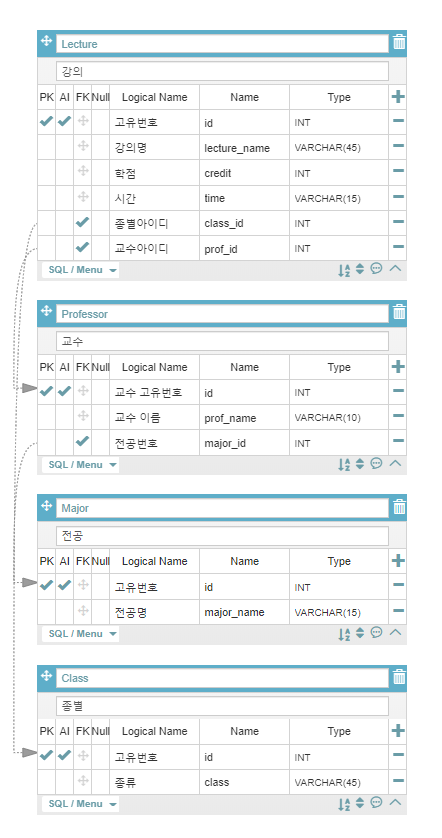 Lecture
강의
PK AI FK Null Logical Name Name Type
고유번호 id INT
강의명 lecture_name VARCHAR(45)
학점 credit INT
시간 time VARCHAR(15)
종별아이디 class_id INT
교수아이디 prof_id INT
SQL / Menu
Professor
교수
PK AI FK Null Logical Name Name Type
교수 고유번호 id INT
교수 이름 prof_name VARCHAR(10)
전공번호 major_id INT
SQL / Menu
Major
전공
PK AI FK Null Logical Name Name Type
고유번호 id INT
전공명 major_name VARCHAR(15)
SQL / Menu
Class
종별
PK AI FK Null Logical Name Name Type
고유번호 id INT
종류 class VARCHAR(45)
SQL / Menu